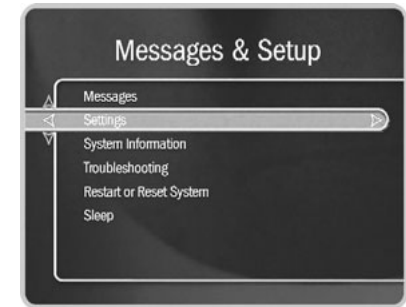 Messages & Setup
Messages
Settings
System Information
Troubleshooting
Restart or Reset System
Sleep